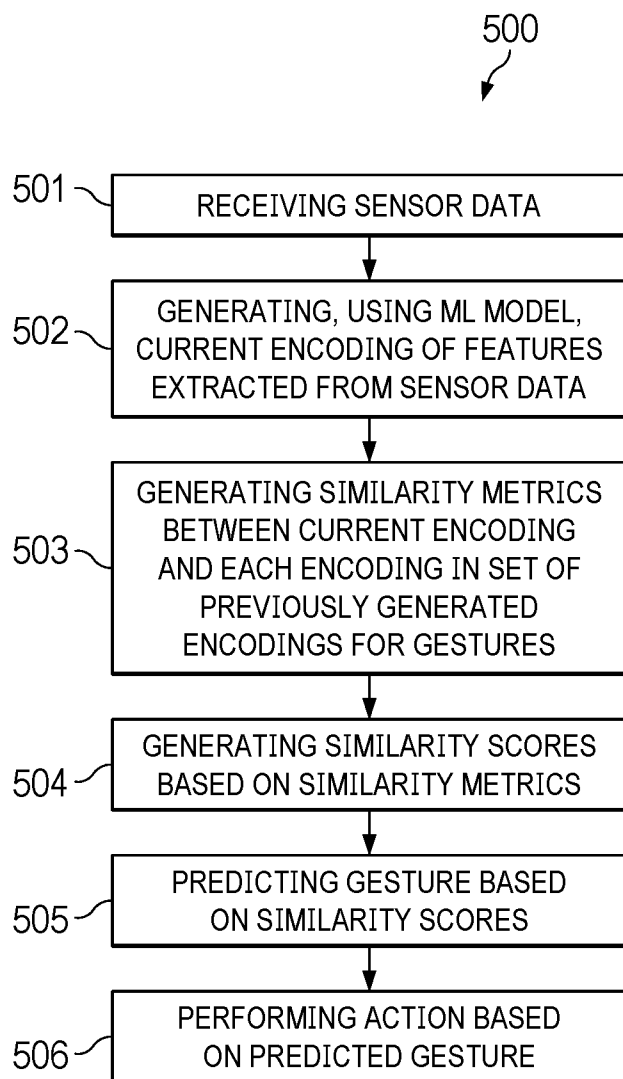 500
501
RECEIVING SENSOR DATA
502
GENERATING, USING ML MODEL,
CURRENT ENCODING OF FEATURES
EXTRACTED FROM SENSOR DATA
503
GENERATING SIMILARITY METRICS
BETWEEN CURRENT ENCODING
AND EACH ENCODING IN SET OF
PREVIOUSLY GENERATED
ENCODINGS FOR GESTURES
504
GENERATING SIMILARITY SCORES
BASED ON SIMILARITY METRICS
505
PREDICTING GESTURE BASED
ON SIMILARITY SCORES
506
PERFORMING ACTION BASED
ON PREDICTED GESTURE